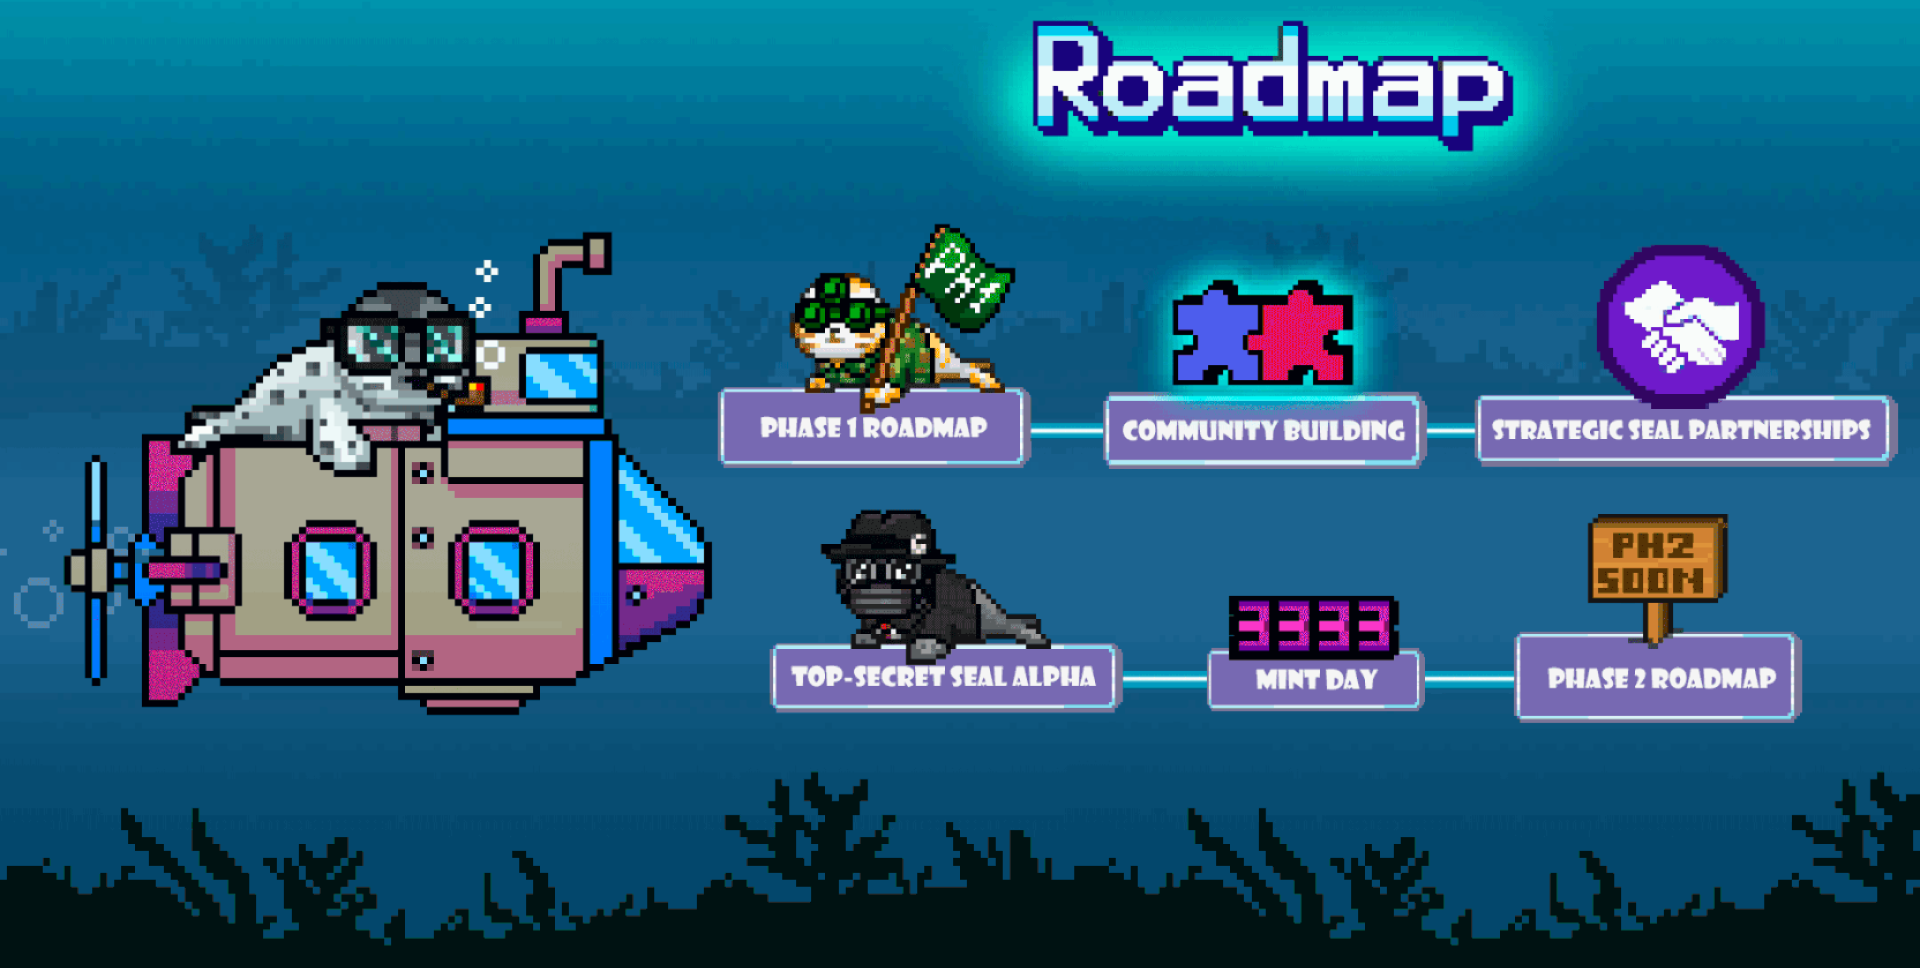 Roadmap
PH1
PHASE 1 ROADMAP
COMMUNITY BUILDING
STRATEGIC SEAL PARTNERSHIPS
TOP-SECRET SEAL ALPHA
3333
MINT DAY
PH2
SOON
PHASE 2 ROADMAP